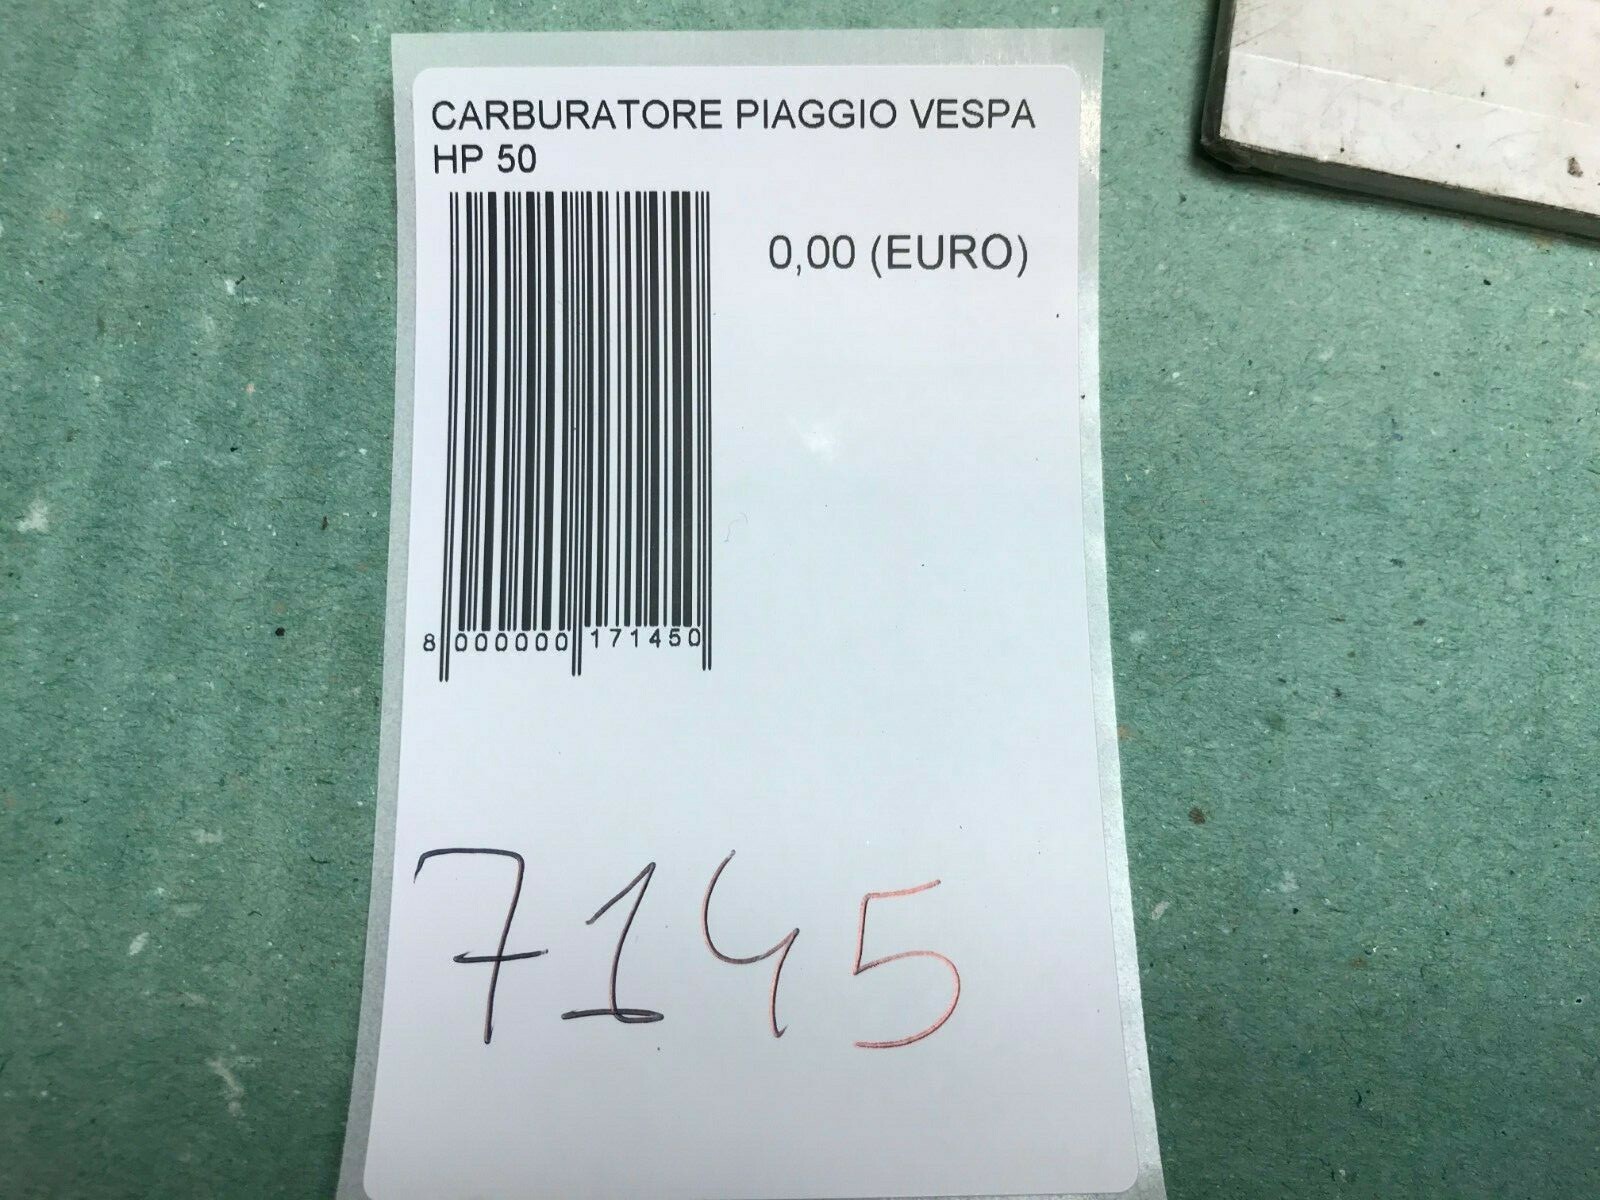 CARBURATORE PIAGGIO VESPA
HP 50
0,00 (EURO)
8 000000 171450
7145